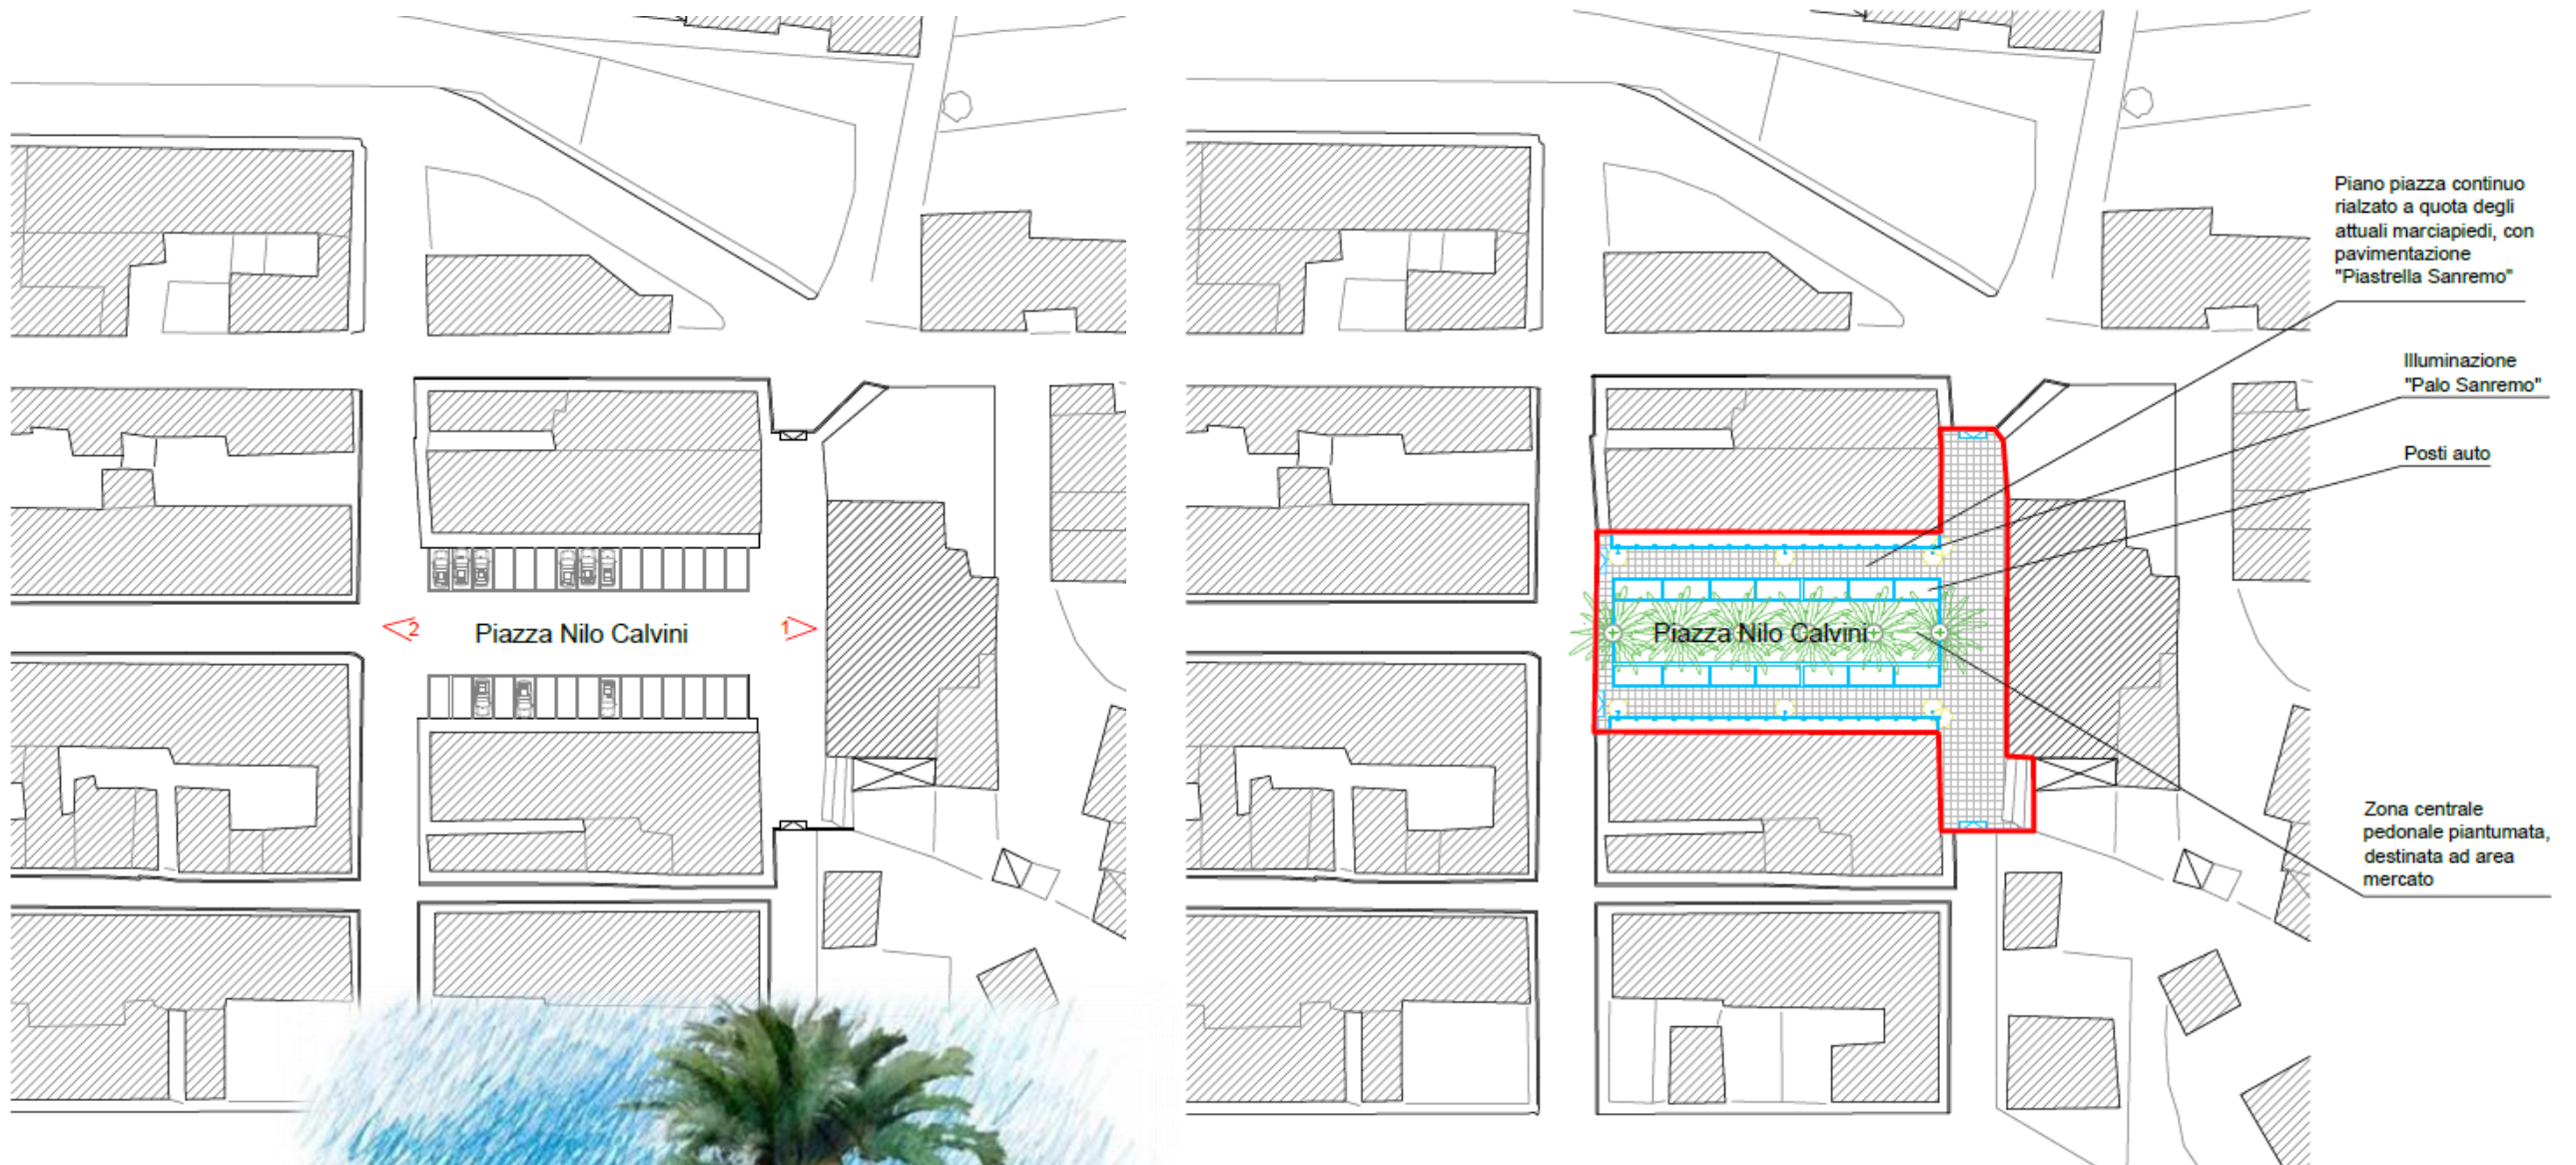 Piano piazza continuo
rialzato a quota degli
attuali marciapiedi, con
pavimentazione
"Piastrella Sanremo"
Illuminazione
"Palo Sanremo"
Posti auto
2
Piazza Nilo Calvini
1
Piazza Nilo Calvini
Zona centrale
pedonale piantumata,
destinata ad area
mercato